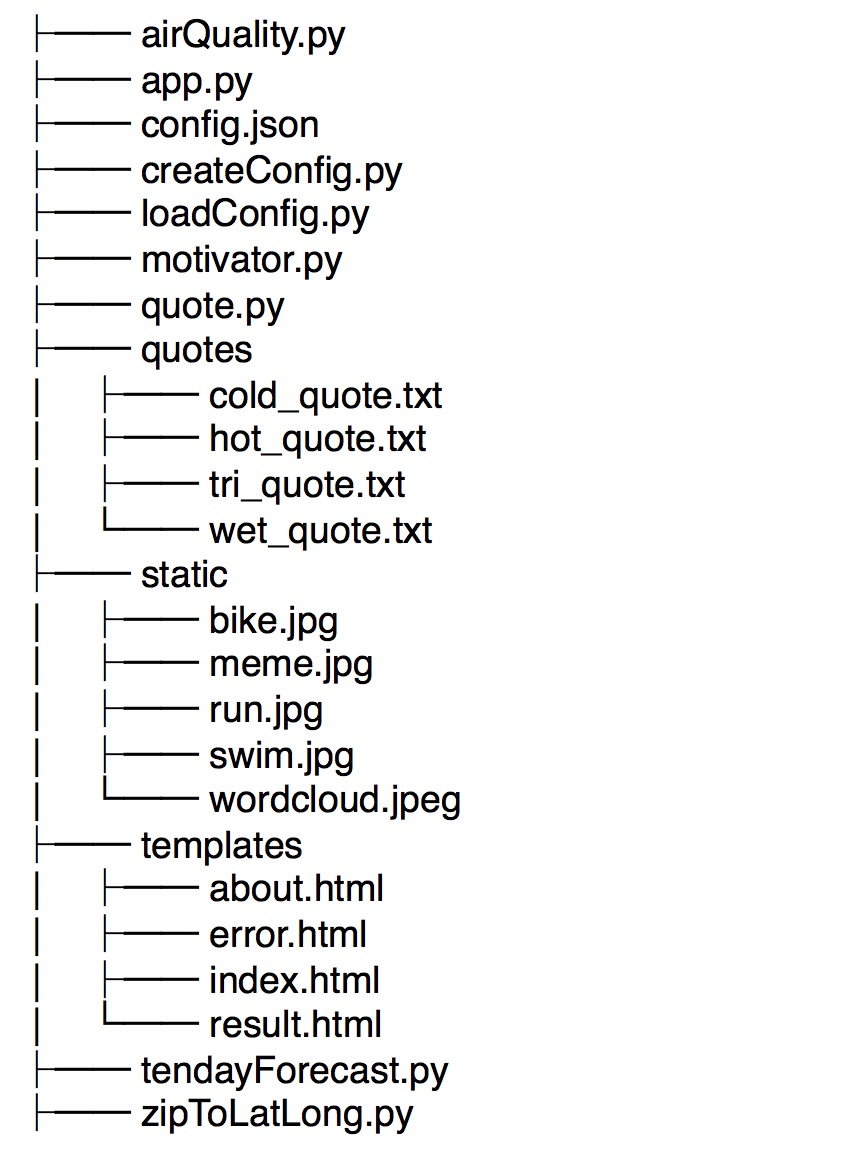 ├── airQuality.py
├── app.py
├── config.json
├── createConfig.py
├── loadConfig.py
├── motivator.py
├── quote.py
├── quotes
│   ├── cold_quote.txt
│   ├── hot_quote.txt
│   ├── tri_quote.txt
│   └── wet_quote.txt
├── static
│   ├── bike.jpg
│   ├── meme.jpg
│   ├── run.jpg
│   ├── swim.jpg
│   └── wordcloud.jpeg
├── templates
│   ├── about.html
│   ├── error.html
│   ├── index.html
│   └── result.html
├── tendayForecast.py
├── zipToLatLong.py